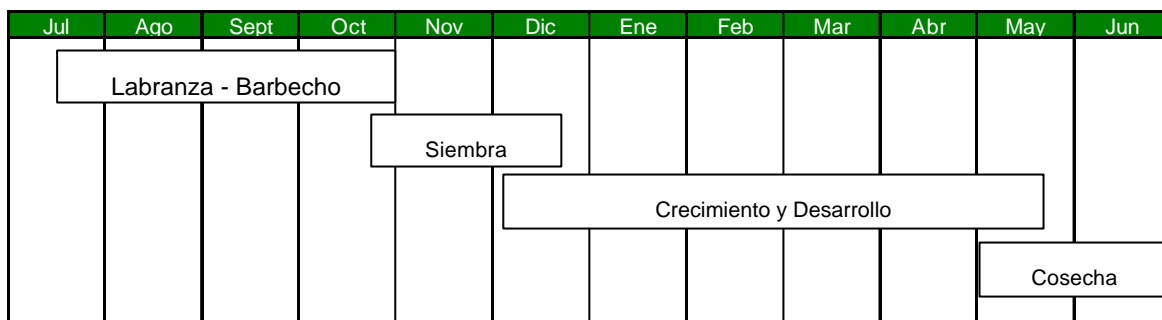 Jul Ago Sept Oct Nov Dic Ene Feb Mar Abr May Jun
Labranza - Barbecho
Siembra
Crecimiento y Desarrollo
Cosecha